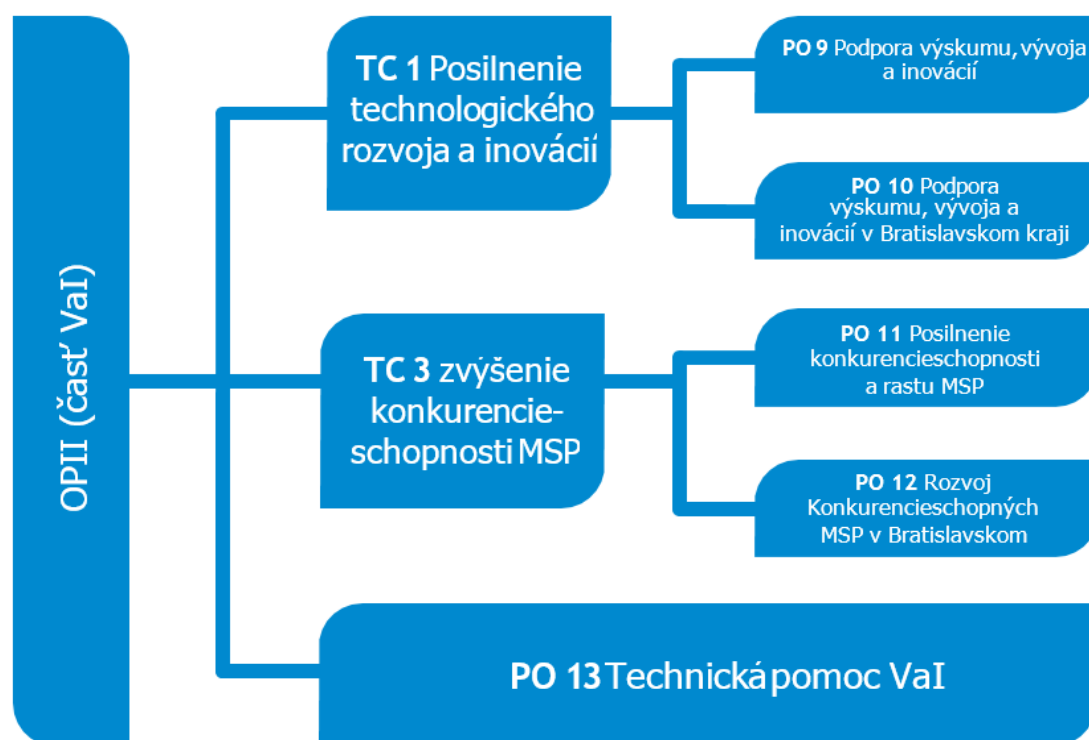 OPII (časť VaI)
TC 1 Posilnenie
technologického
rozvoja a inovácií
PO 9 Podpora výskumu, vývoja
a inovácií
PO 10 Podpora
výskumu, vývoja a
inovácií v Bratislavskom kraji
TC 3 zvýšenie
konkurencie-
schopnosti MSP
PO 11 Posilnenie
konkurencieschopnosti
a rastu MSP
PO 12 Rozvoj
Konkurencieschopných
MSP v Bratislavskom
PO 13 Technická pomoc VaI